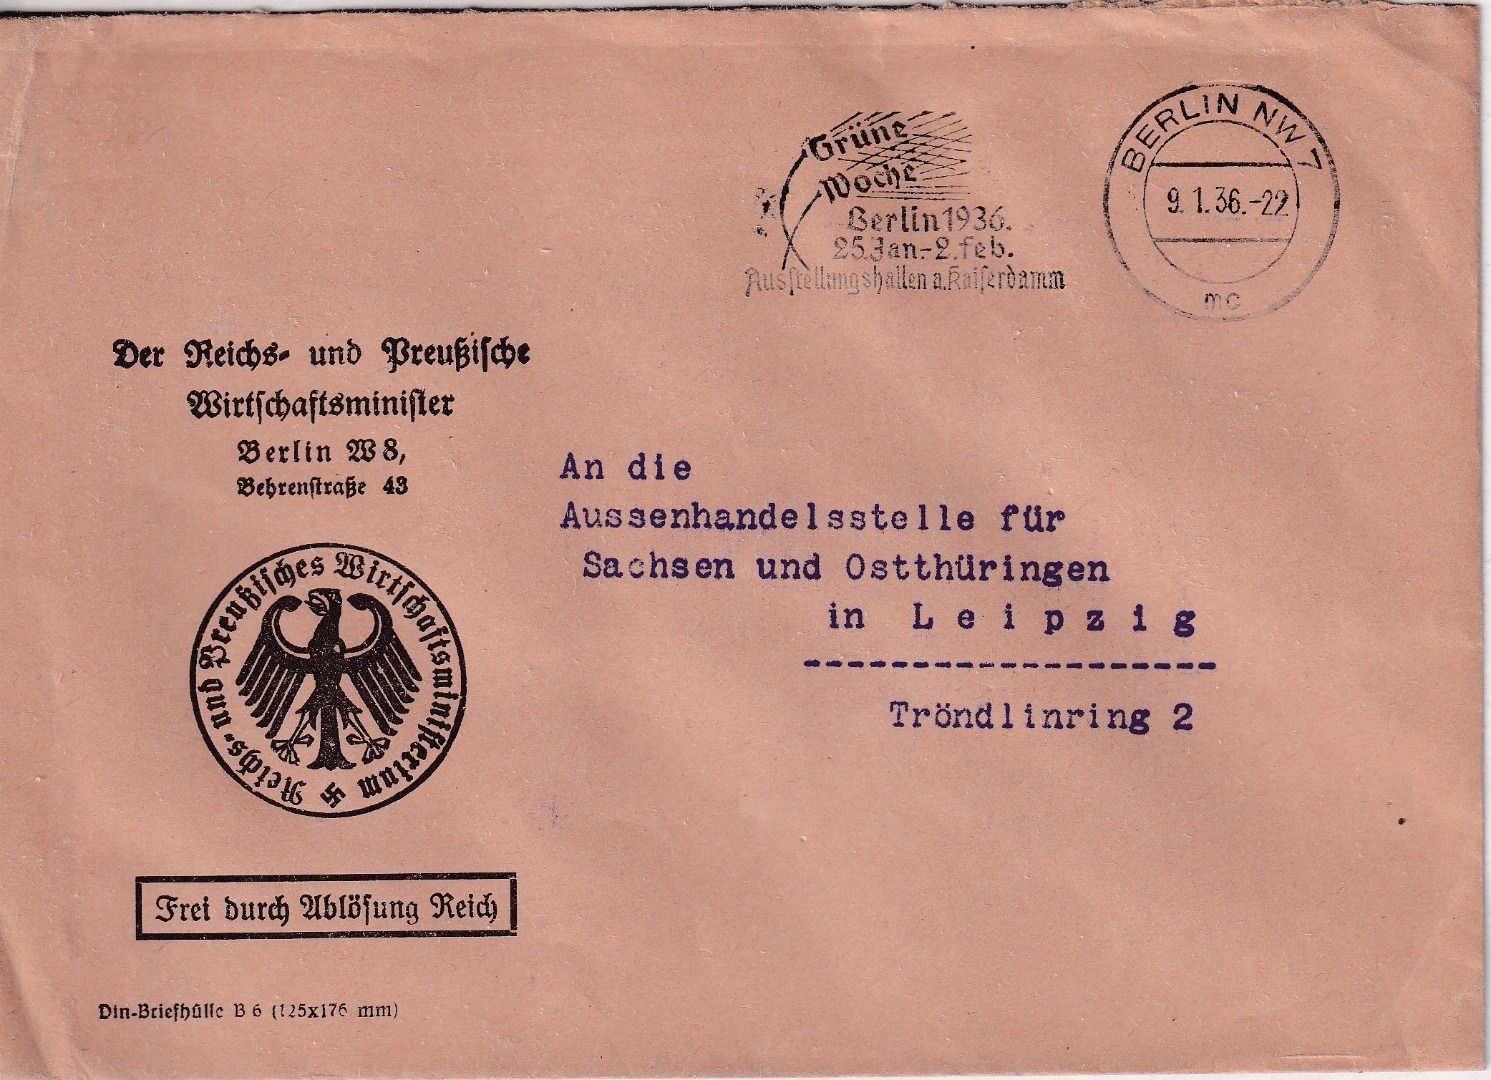 Grüne
Woche
Berlin 1936.
25.Jan.-2.Feb.
Ausstellungshallen a. Kaiserdamm
BERLIN NW 7
9.1.36.-22
mc
Der Reichs- und Preußische
Wirtschaftsminister
Berlin W 8,
Behrenstraße 43
An die
Aussenhandelsstelle für
Sachsen und Ostthüringen
in L e i p z i g
-------------------
Tröndlinring 2
Reichs- und Preußisches Wirtschaftsministerium
Frei durch Ablösung Reich
Din-Briefhülle B 6 (125x176 mm)